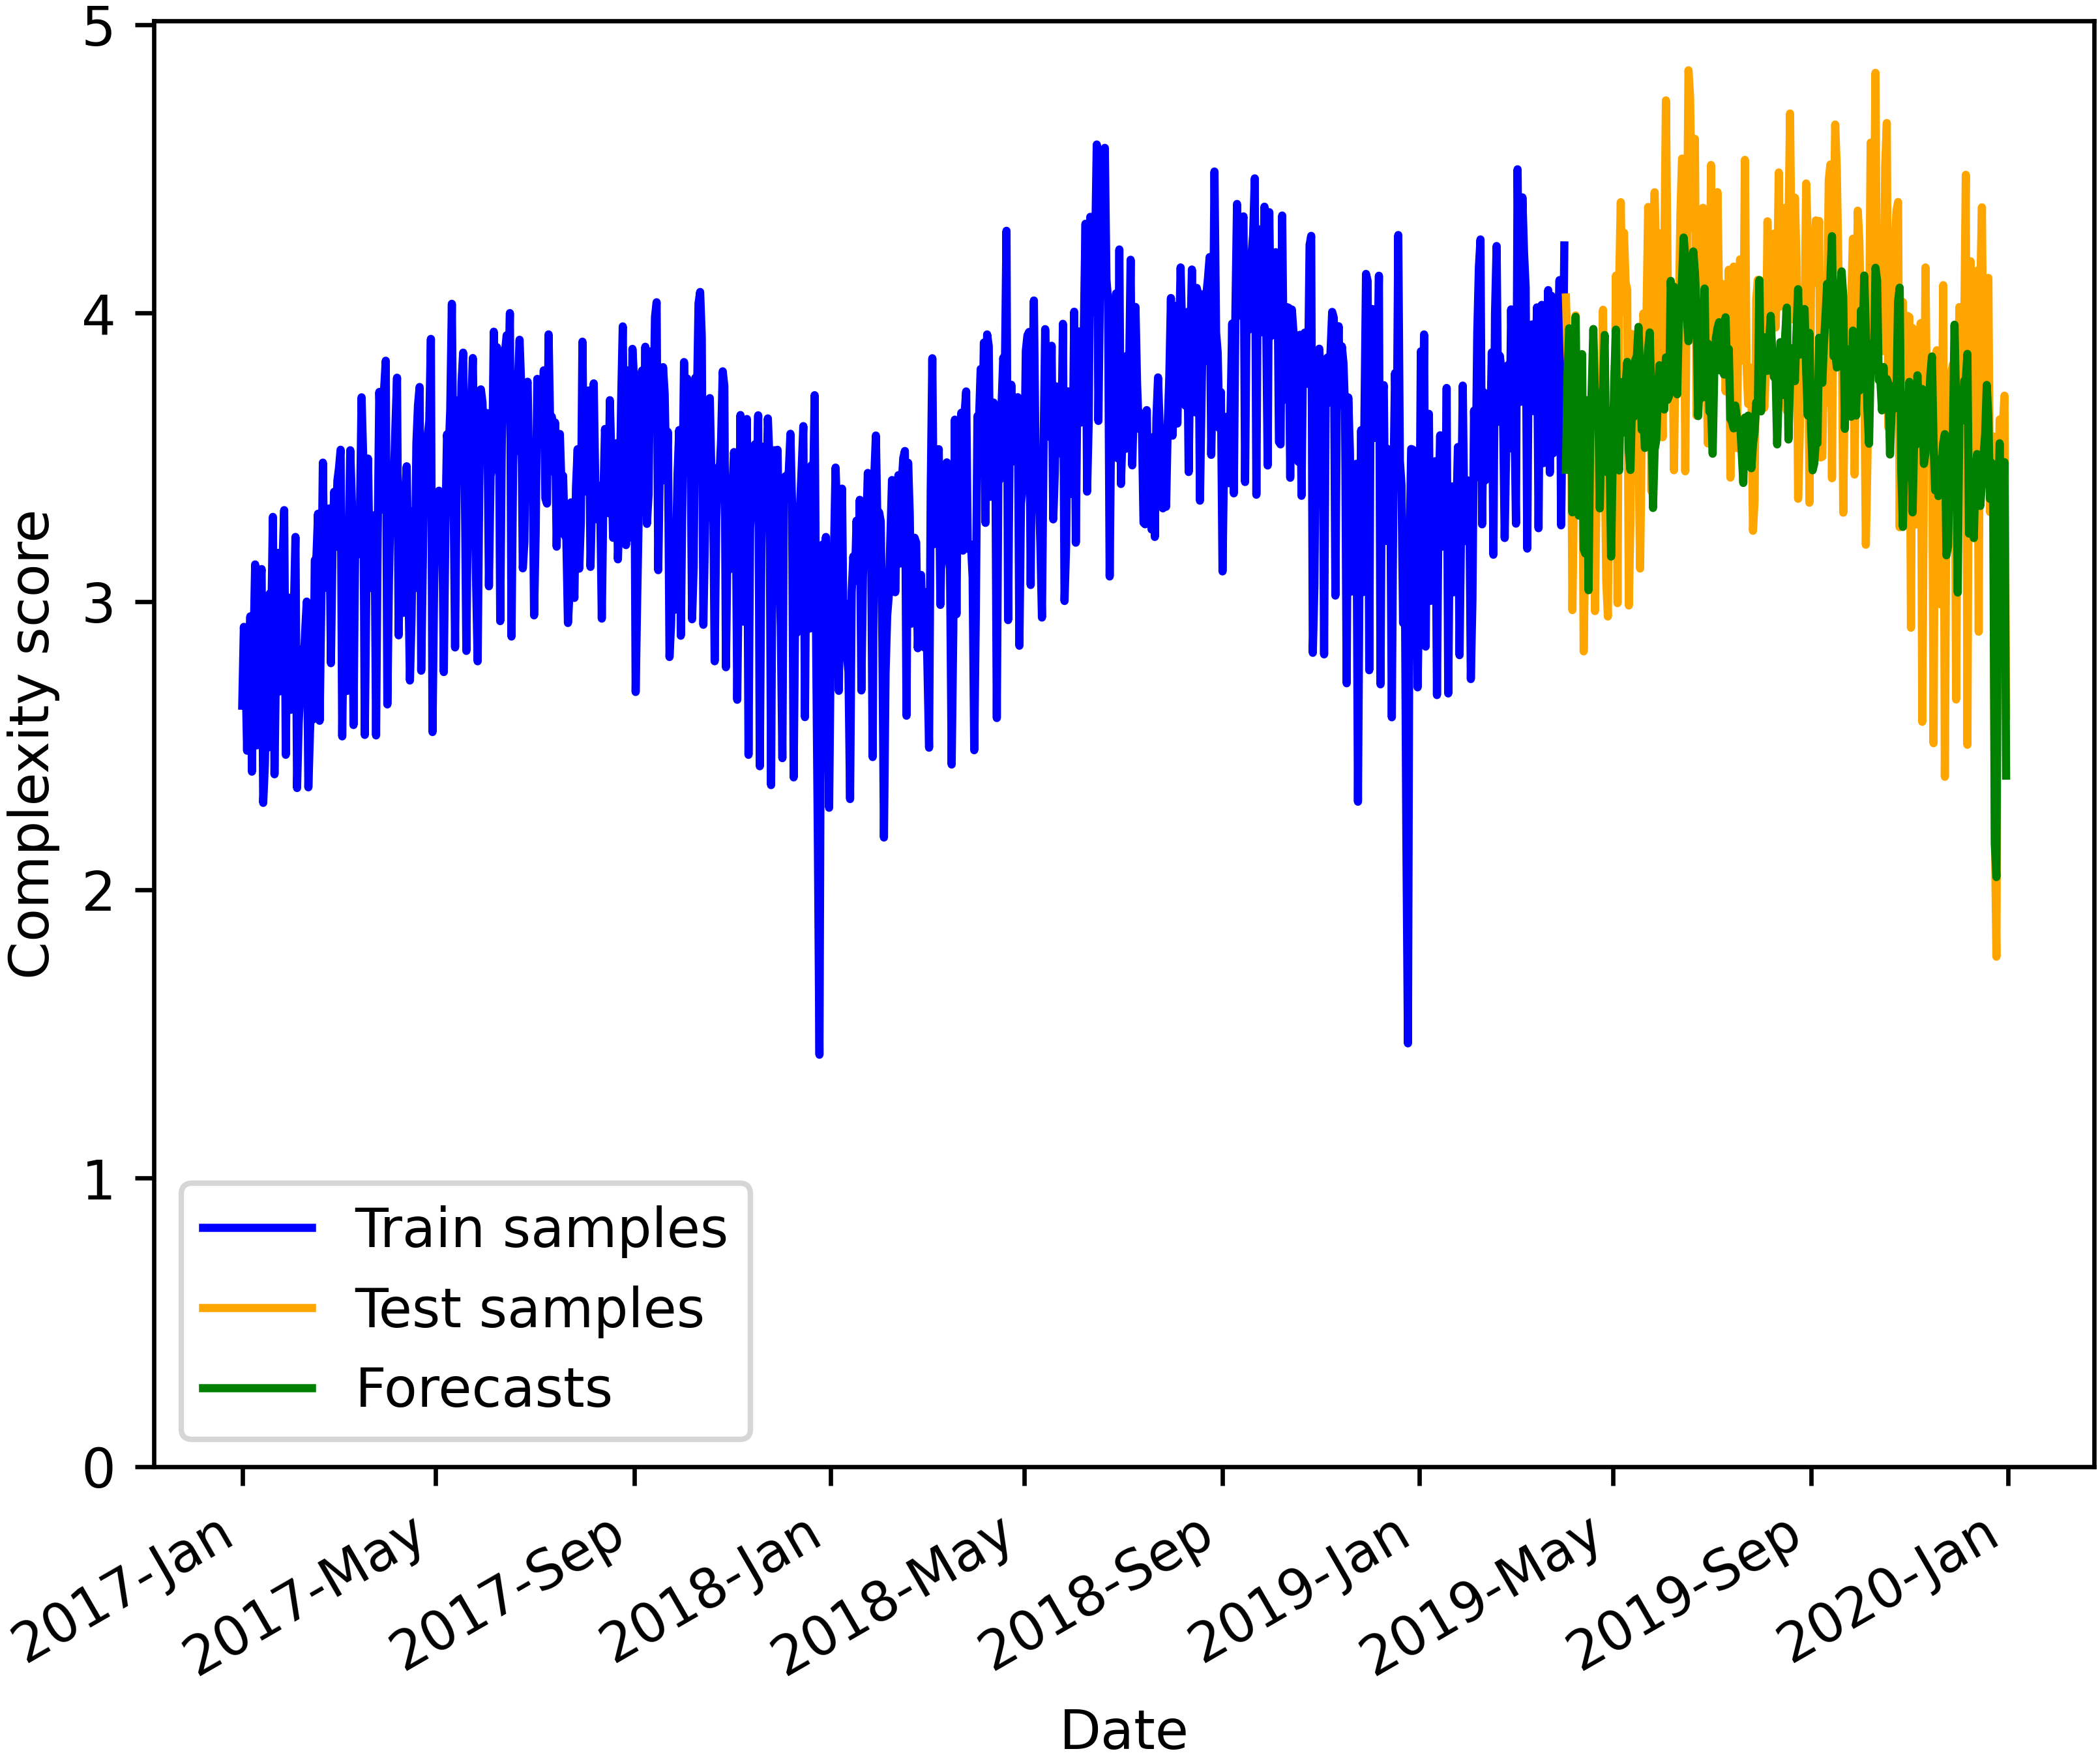 5
4
3
2
1
0
Complexity score
Train samples
Test samples
Forecasts
2017-Jan
2017-May
2017-Sep
2018-Jan
2018-May
2018-Sep
2019-Jan
2019-May
2019-Sep
2020-Jan
Date